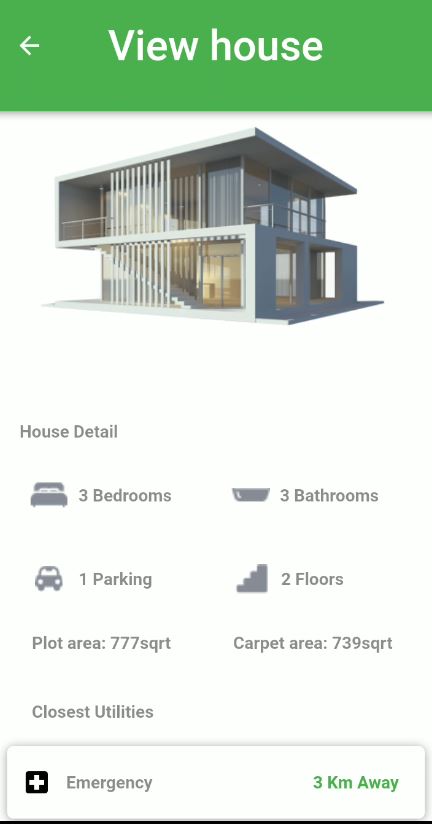 View house
House Detail
3 Bedrooms 3 Bathrooms
1 Parking 2 Floors
Plot area: 777sqrt Carpet area: 739sqrt
Closest Utilities
Emergency 3 Km Away